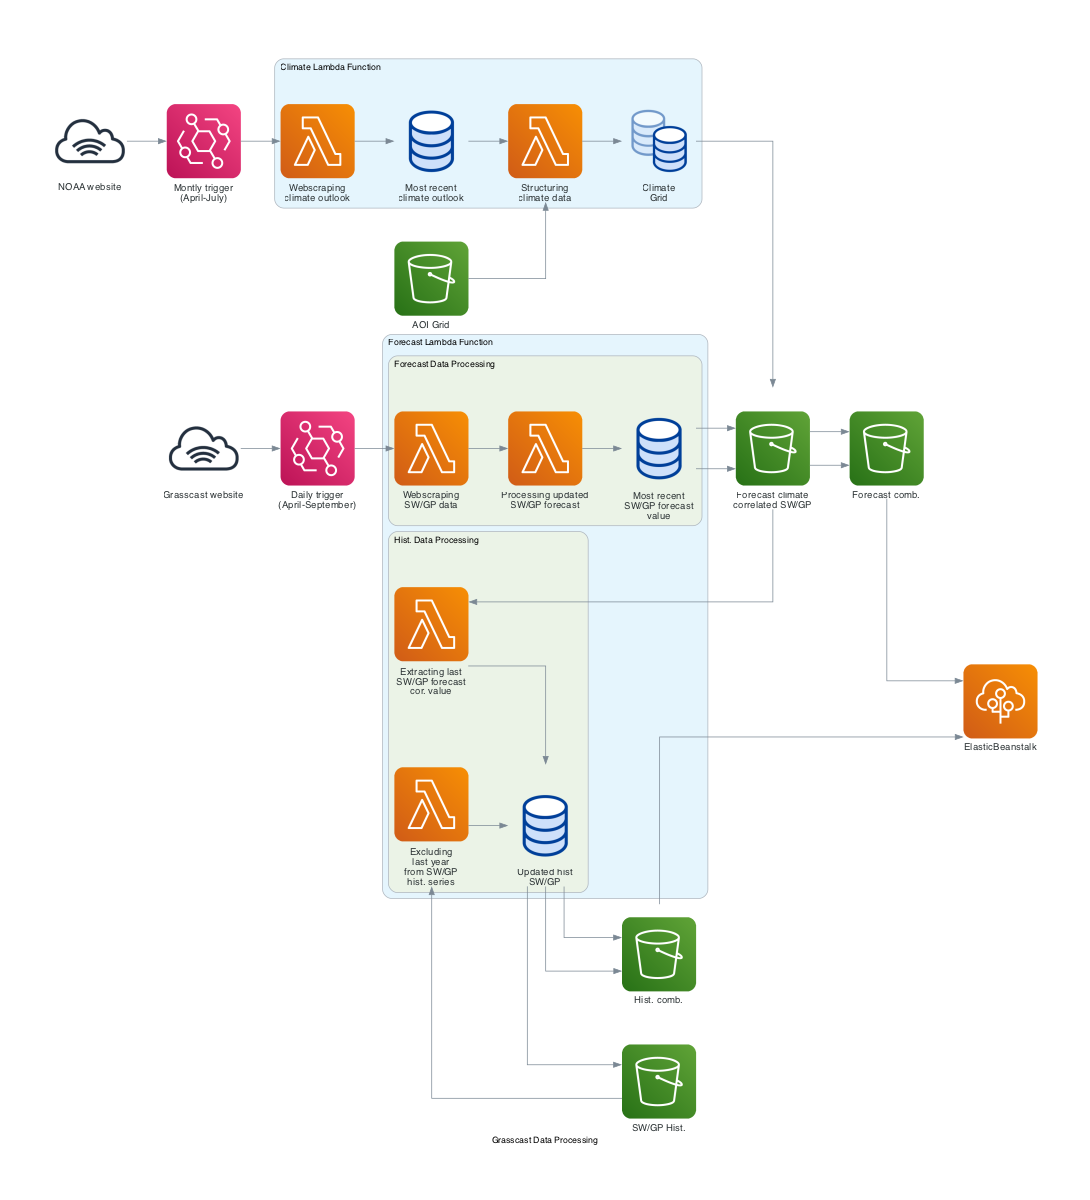 Climate Lambda Function
NOAA website
Montly trigger
(April-July)
Webscraping
climate outlook
Most recent
climate outlook
Structuring
climate data
Climate
Grid
AOI Grid
Forecast Lambda Function
Forecast Data Processing
Grasscast website
Daily trigger
(April-September)
Webscraping
SW/GP data
Processing updated
SW/GP forecast
Most recent
SW/GP forecast
value
Forecast climate
correlated SW/GP
Forecast comb.
Hist. Data Processing
Extracting last
SW/GP forecast
cor. value
ElasticBeanstalk
Excluding
last year
from SW/GP
hist. series
Updated hist
SW/GP
Hist. comb.
SW/GP Hist.
Grasscast Data Processing